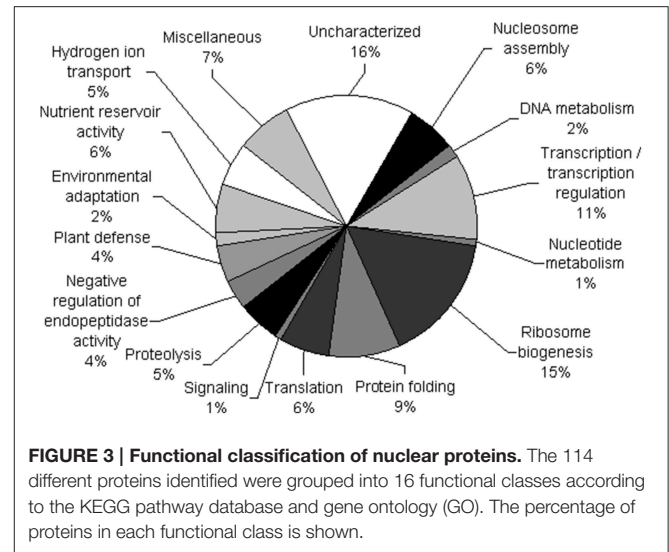 Uncharacterized
16%
Nucleosome
assembly
6%
DNA metabolism
2%
Transcription /
transcription
regulation
11%
Nucleotide
metabolism
1%
Ribosome
biogenesis
15%
Protein folding
9%
Translation
6%
Signaling
1%
Proteolysis
5%
Negative
regulation of
endopeptidase
activity
4%
Plant defense
4%
Environmental
adaptation
2%
Nutrient reservoir
activity
6%
Hydrogen ion
transport
5%
Miscellaneous
7%
FIGURE 3 | Functional classification of nuclear proteins. The 114
different proteins identified were grouped into 16 functional classes according
to the KEGG pathway database and gene ontology (GO). The percentage of
proteins in each functional class is shown.